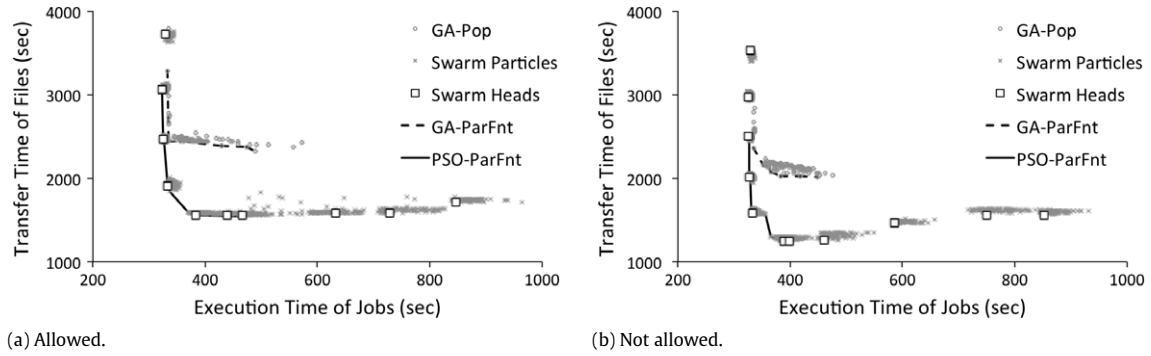 4000
3000
2000
1000
200
400
600
800
1000
Transfer Time of Files (sec)
Execution Time of Jobs (sec)
GA-Pop
Swarm Particles
Swarm Heads
GA-ParFnt
PSO-ParFnt
(a) Allowed.
4000
3000
2000
1000
200
400
600
800
1000
Transfer Time of Files (sec)
Execution Time of Jobs (sec)
GA-Pop
Swarm Particles
Swarm Heads
GA-ParFnt
PSO-ParFnt
(b) Not allowed.